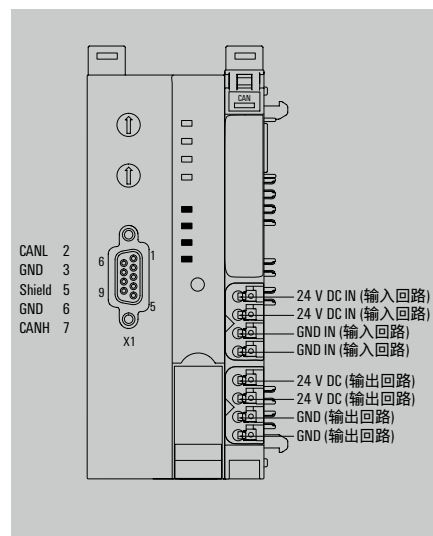 CAN
CANL 2
GND 3
Shield 5
GND 6
CANH 7
6
1
9
5
X1
24 V DC IN (输入回路)
24 V DC IN (输入回路)
GND IN (输入回路)
GND IN (输入回路)
24 V DC (输出回路)
24 V DC (输出回路)
GND (输出回路)
GND (输出回路)